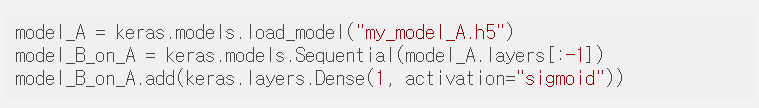 model_A = keras.models.load_model("my_model_A.h5")
model_B_on_A = keras.models.Sequential(model_A.layers[:-1])
model_B_on_A.add(keras.layers.Dense(1, activation="sigmoid"))